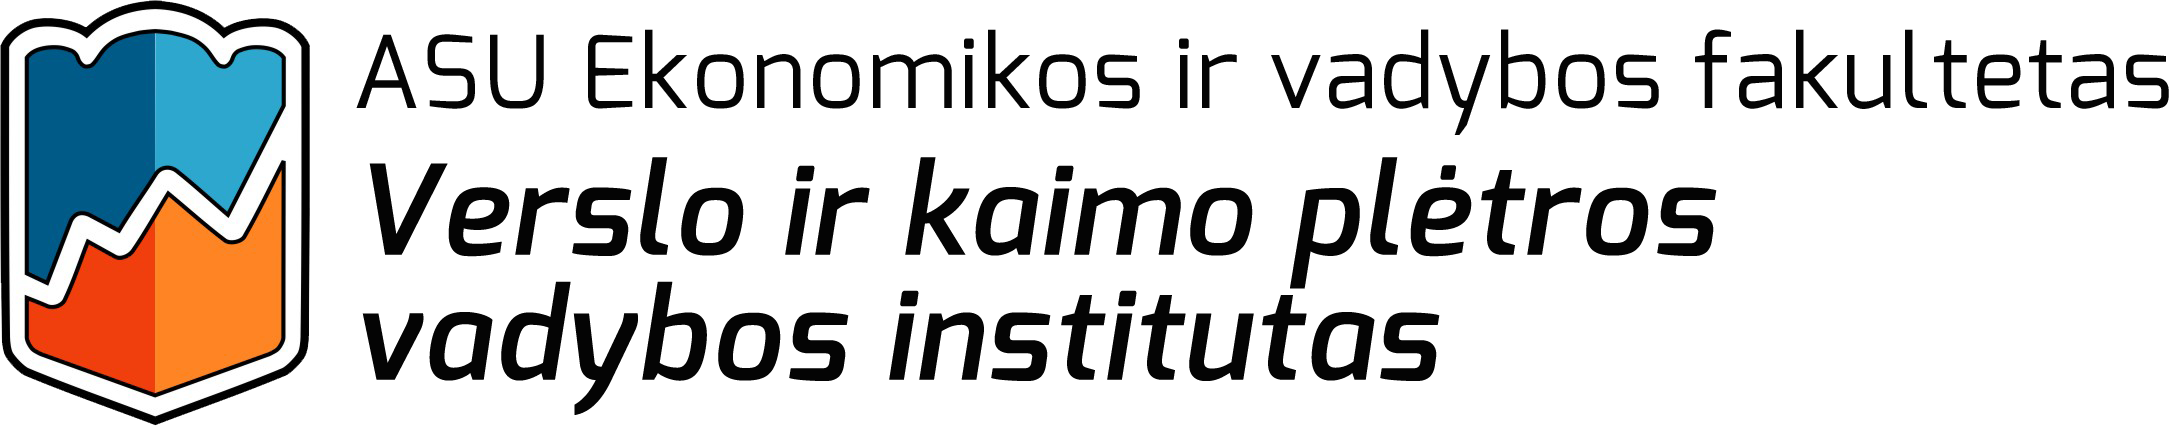 ASU Ekonomikos ir vadybos fakultetas
Verslo ir kaimo plėtros
vadybos institutas